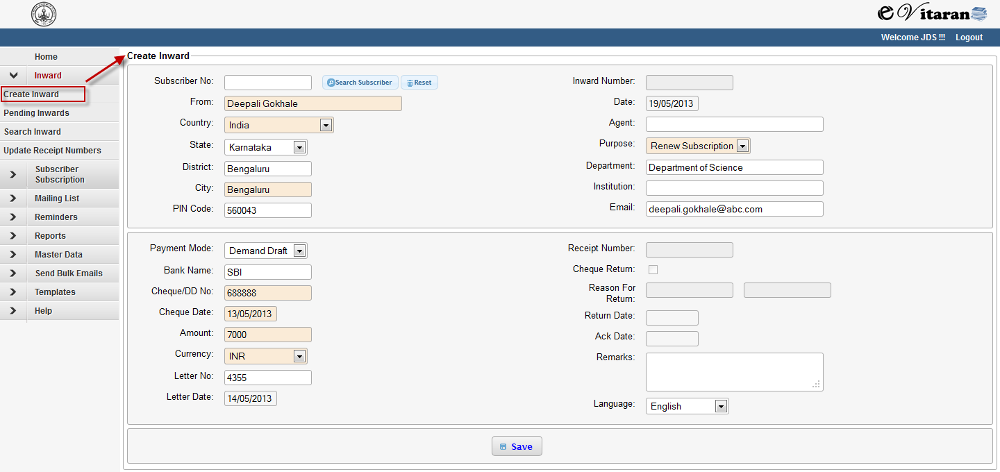 e Vitaran
Welcome JDS !!! Logout
Home
Inward
Create Inward
Pending Inwards
Search Inward
Update Receipt Numbers
Subscriber
Subscription
Mailing List
Reminders
Reports
Master Data
Send Bulk Emails
Templates
Help
Create Inward
Subscriber No: Search Subscriber Reset
From: Deepali Gokhale
Country: India
State: Karnataka
District: Bengaluru
City: Bengaluru
PIN Code: 560043
Inward Number:
Date: 19/05/2013
Agent:
Purpose: Renew Subscription
Department: Department of Science
Institution:
Email: deepali.gokhale@abc.com
Payment Mode: Demand Draft
Bank Name: SBI
Cheque/DD No: 688888
Cheque Date: 13/05/2013
Amount: 7000
Currency: INR
Letter No: 4355
Letter Date: 14/05/2013
Receipt Number:
Cheque Return:
Reason For
Return:
Return Date:
Ack Date:
Remarks:
Language: English
Save